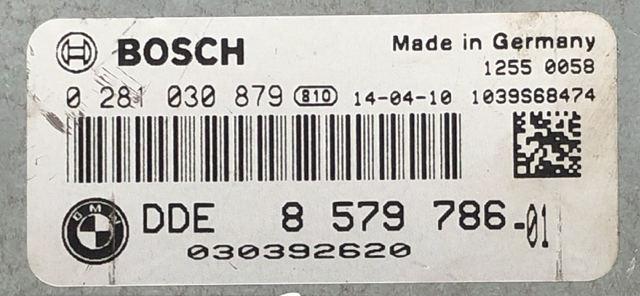 BOSCH
Made in Germany
1255 0058
0 281 030 879 810 14-04-10 1039S68474
BMW
DDE 8 579 786-01
030392620